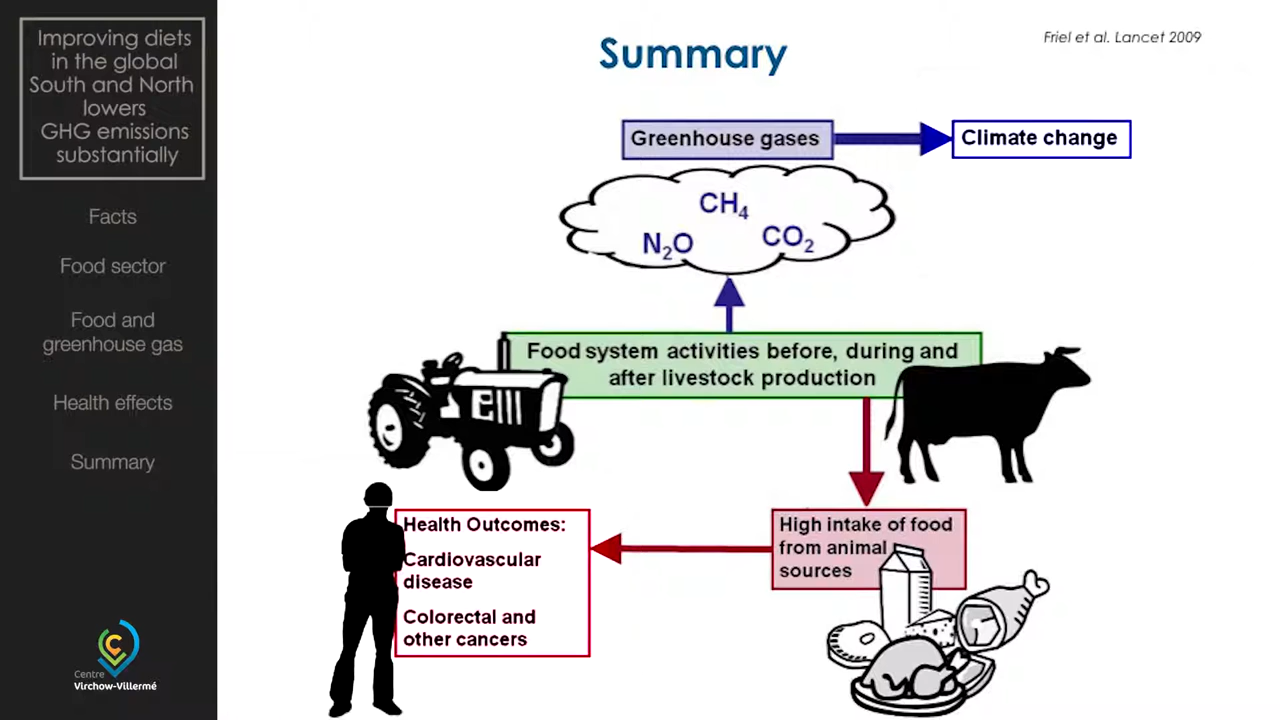 Improving diets
in the global
South and North
lowers
GHG emissions
substantially
Facts
Food sector
Food and
greenhouse gas
Health effects
Summary
C
Centre
Virchow-Villermé
Summary
Friel et al. Lancet 2009
Greenhouse gases
Climate change
CH₄
N₂O
CO₂
Food system activities before, during and
after livestock production
High intake of food
from animal
sources
Health Outcomes:
Cardiovascular
disease
Colorectal and
other cancers